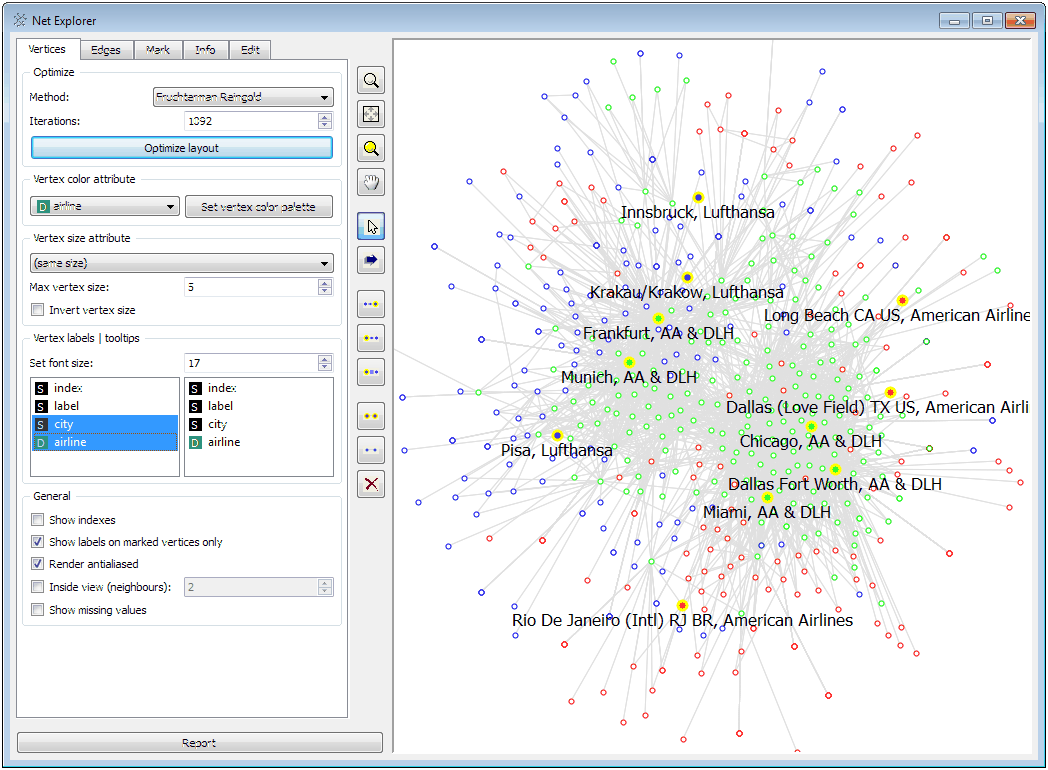 Net Explorer
Vertices
Edges
Mark
Info
Edit
Optimize
Method:
Fruchterman Reingold
Iterations:
1392
Optimize layout
Vertex color attribute
D airline
Set vertex color palette
Vertex size attribute
(same size)
Max vertex size:
5
Invert vertex size
Vertex labels | tooltips
Set font size:
17
S index
S label
S city
D airline
S index
S label
S city
D airline
General
Show indexes
Show labels on marked vertices only
Render antialiased
Inside view (neighbours):
2
Show missing values
Report
Innsbruck, Lufthansa
Krakau/Krakow, Lufthansa
Long Beach CA US, American Airline
Frankfurt, AA & DLH
Munich, AA & DLH
Dallas (Love Field) TX US, American Airli
Chicago, AA & DLH
Pisa, Lufthansa
Dallas Fort Worth, AA & DLH
Miami, AA & DLH
Rio De Janeiro (Intl) RJ BR, American Airlines